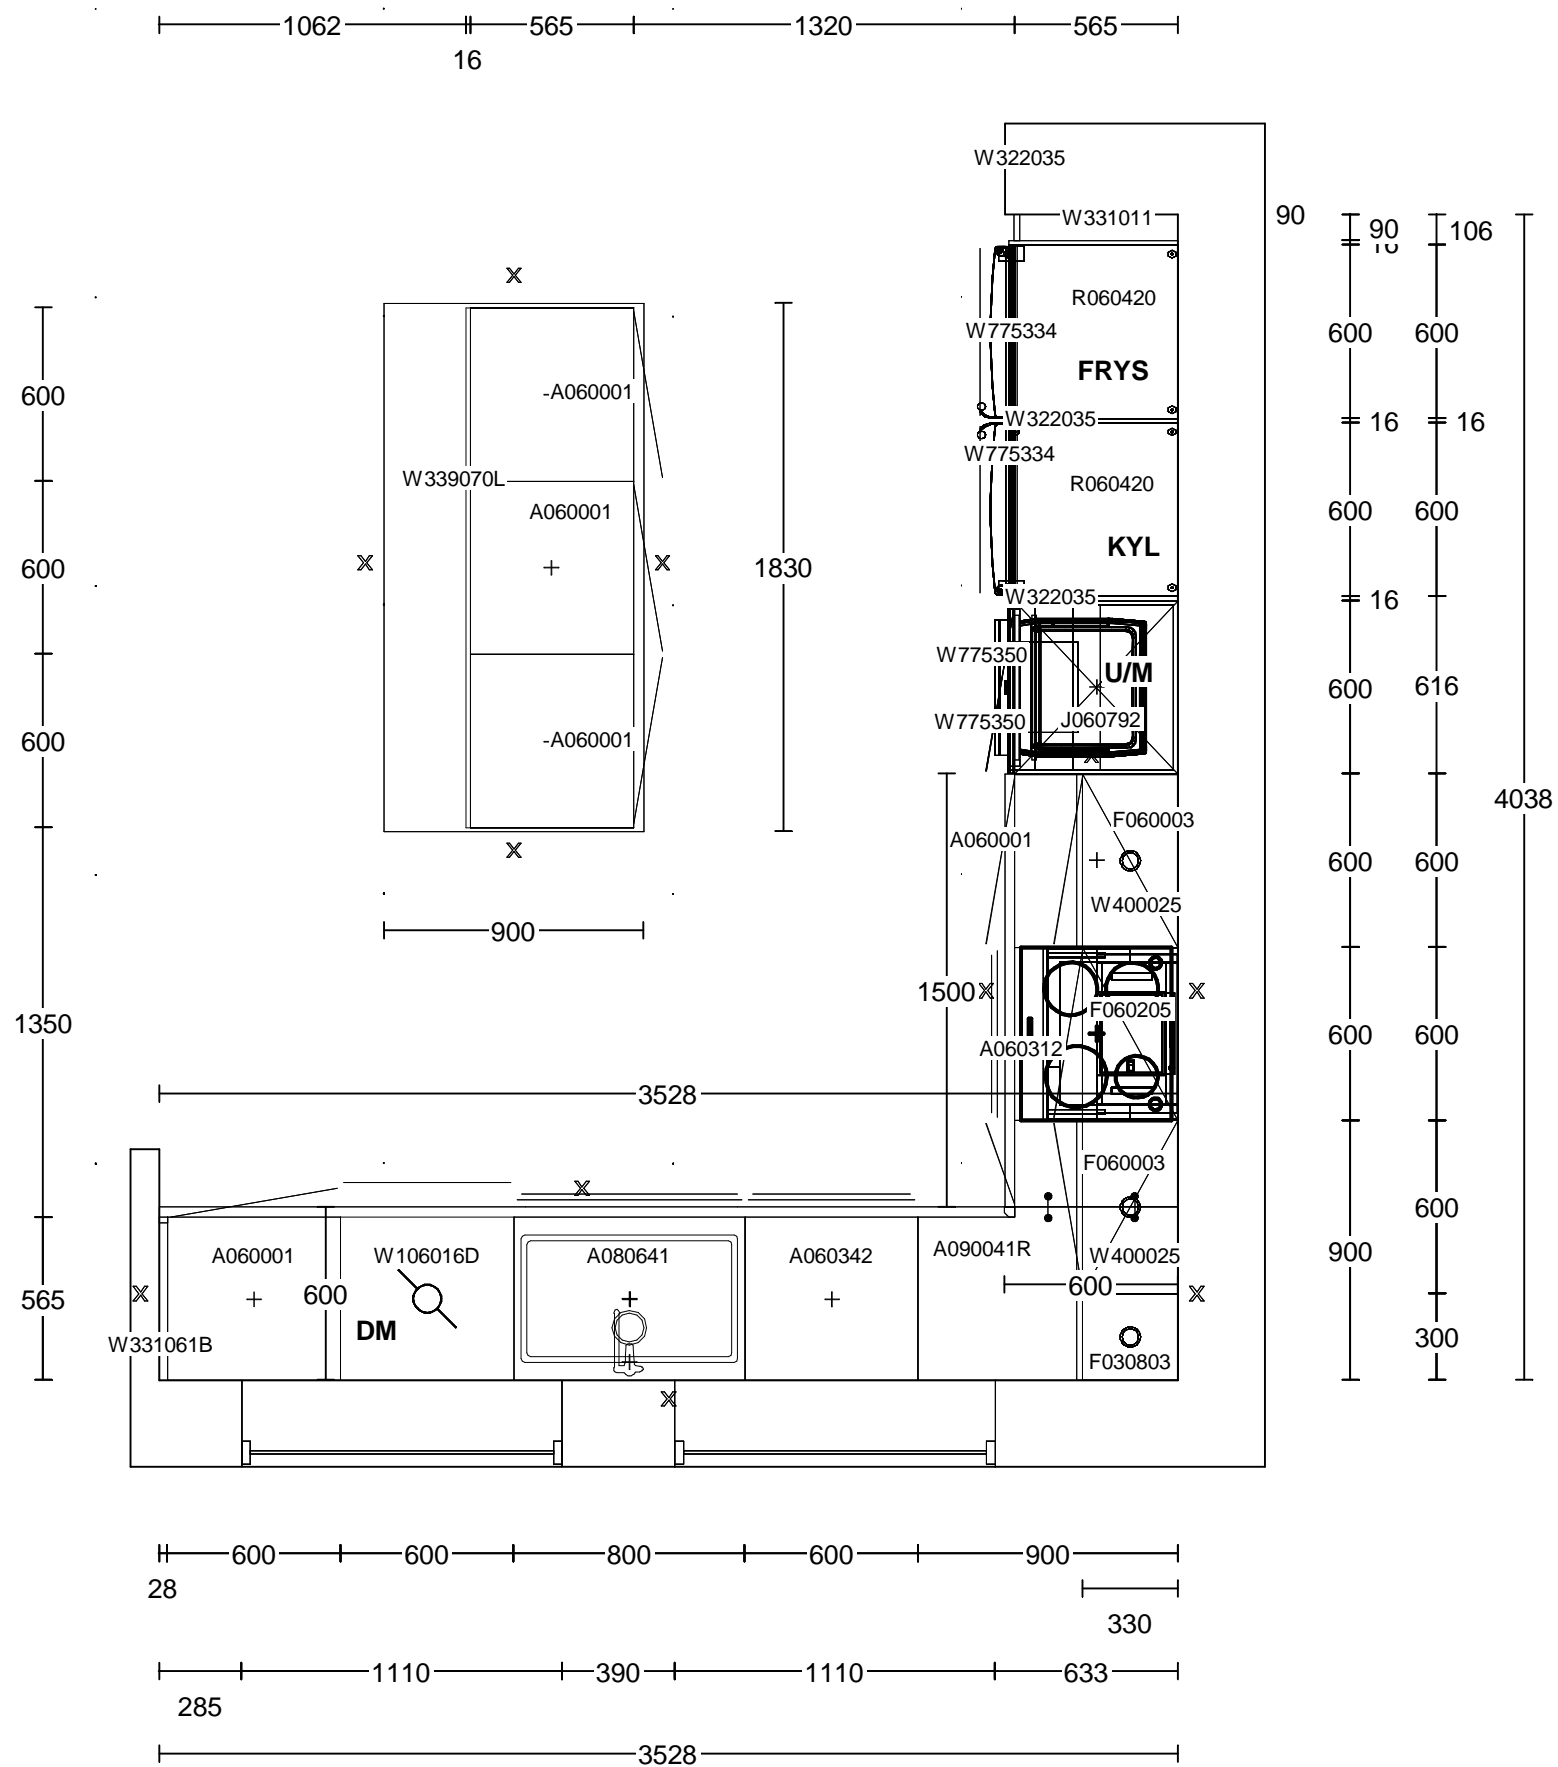 1062
565
1320
565
16
W322035
W331011
90
90
106
16
R060420
W775334
600
600
FRYS
600
-A060001
W322035
16
16
W775334
W339070L
R060420
A060001
600
600
KYL
600
1830
W322035
16
W775350
U/M
600
616
W775350
J060792
600
-A060001
4038
F060003
A060001
600
600
W400025
900
1500
F060205
1350
A060312
600
600
3528
F060003
600
A060001
W106016D
A080641
A060342
A090041R
W400025
900
600
600
565
DM
W331061B
300
F030803
600
600
800
600
900
28
330
1110
390
1110
633
285
3528